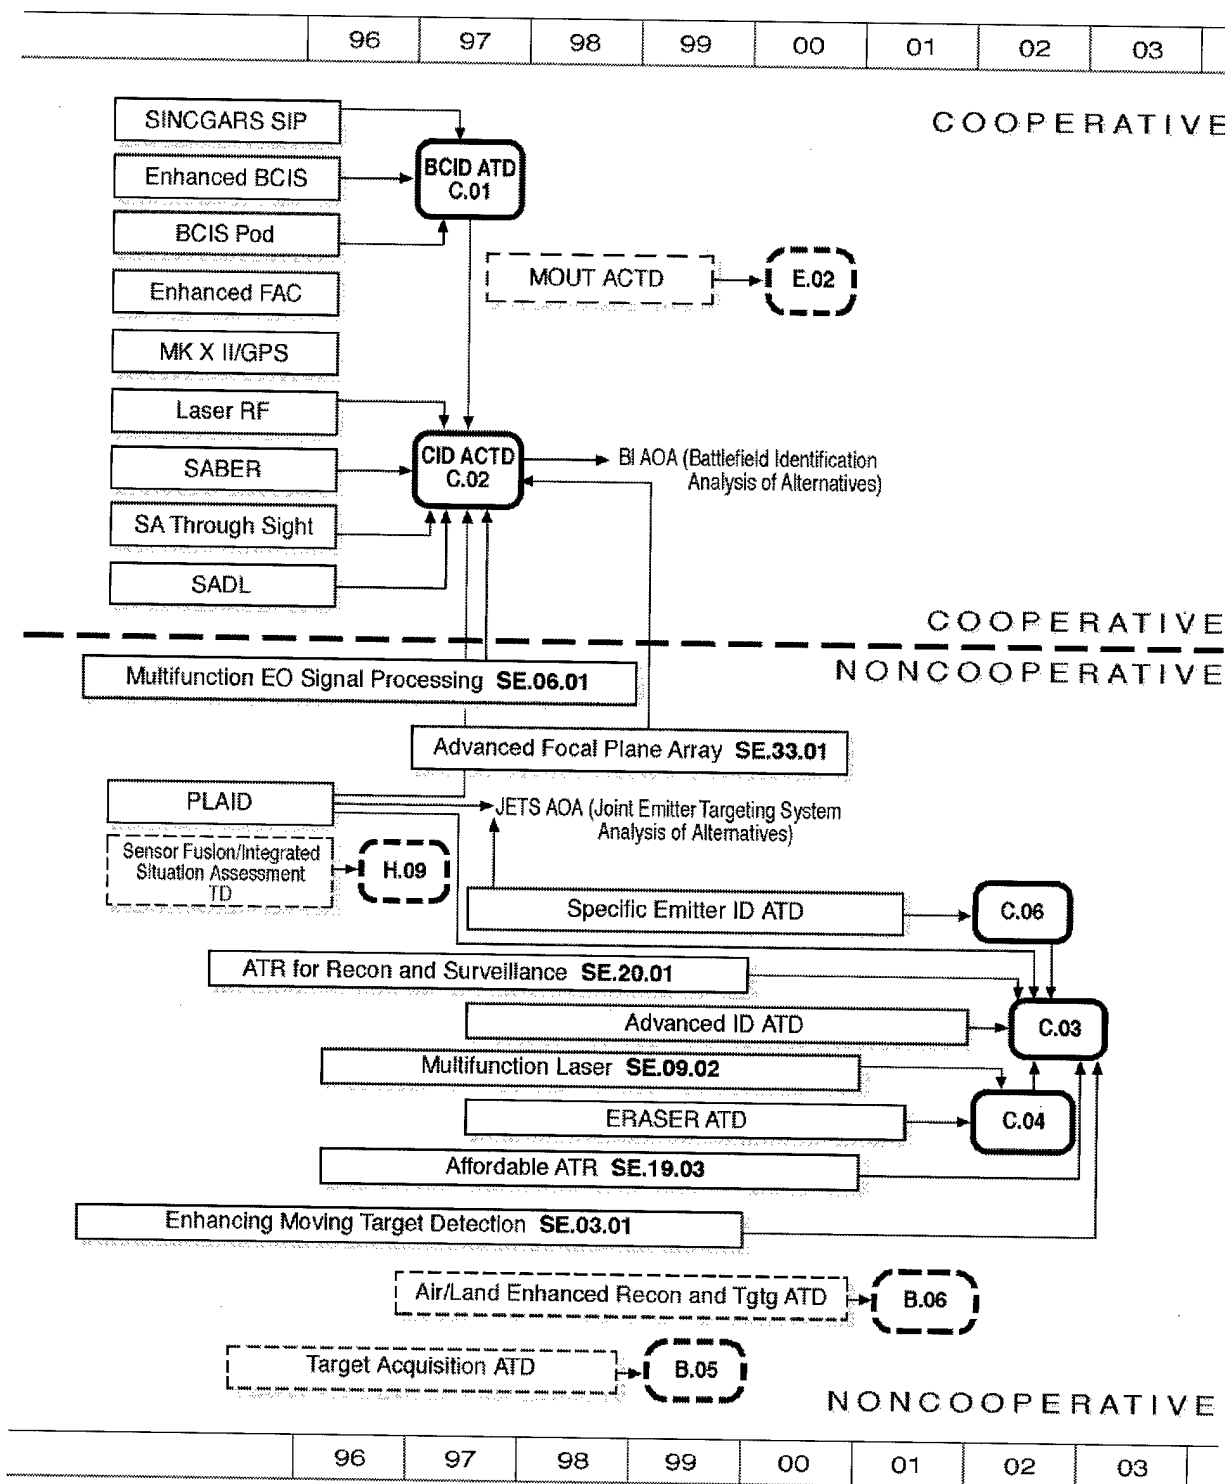 96 97 98 99 00 01 02 03
COOPERATIVE
SINCGARS SIP
BCID ATD
C.01
Enhanced BCIS
BCIS Pod
MOUT ACTD
E.02
Enhanced FAC
MK X II/GPS
Laser RF
CID ACTD
C.02
SABER
BI AOA (Battlefield Identification
Analysis of Alternatives)
SA Through Sight
SADL
COOPERATIVE
NONCOOPERATIVE
Multifunction EO Signal Processing SE.06.01
Advanced Focal Plane Array SE.33.01
PLAID
JETS AOA (Joint Emitter Targeting System
Analysis of Alternatives)
Sensor Fusion/Integrated
Situation Assessment
TD
H.09
Specific Emitter ID ATD
C.06
ATR for Recon and Surveillance SE.20.01
Advanced ID ATD
C.03
Multifunction Laser SE.09.02
ERASER ATD
C.04
Affordable ATR SE.19.03
Enhancing Moving Target Detection SE.03.01
Air/Land Enhanced Recon and Tgtg ATD
B.06
Target Acquisition ATD
B.05
NONCOOPERATIVE
96 97 98 99 00 01 02 03